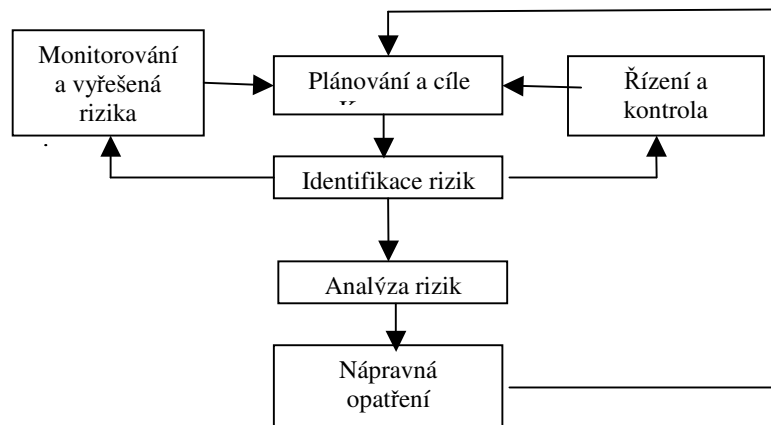 Monitorování
a vyřešená
rizika
Plánování a cíle
Řízení a
kontrola
Identifikace rizik
Analýza rizik
Nápravná
opatření